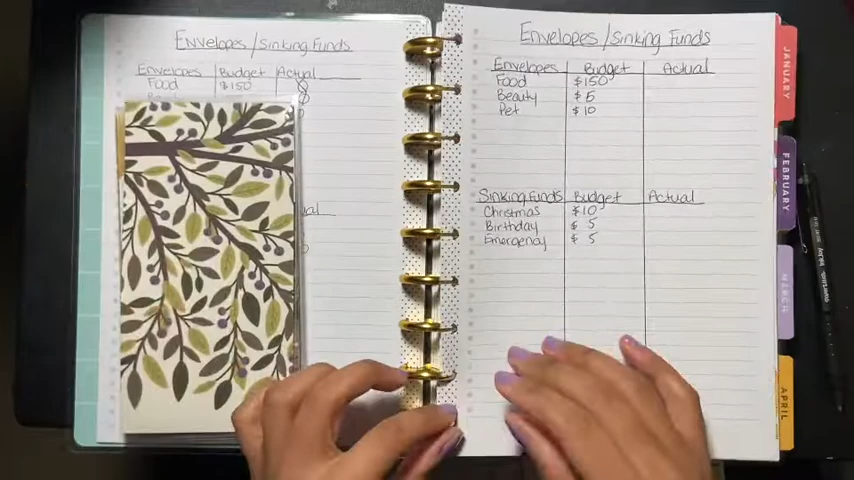 Envelopes/Sinking Funds
Envelopes Budget Actual
Food $150
Envelopes/Sinking Funds
Envelopes Budget Actual
Food $150
Beauty $5
Pet $10
Sinking Funds Budget Actual
Christmas $10
Birthday $5
Emergency $5
JANUARY
FEBRUARY
MARCH
APRIL